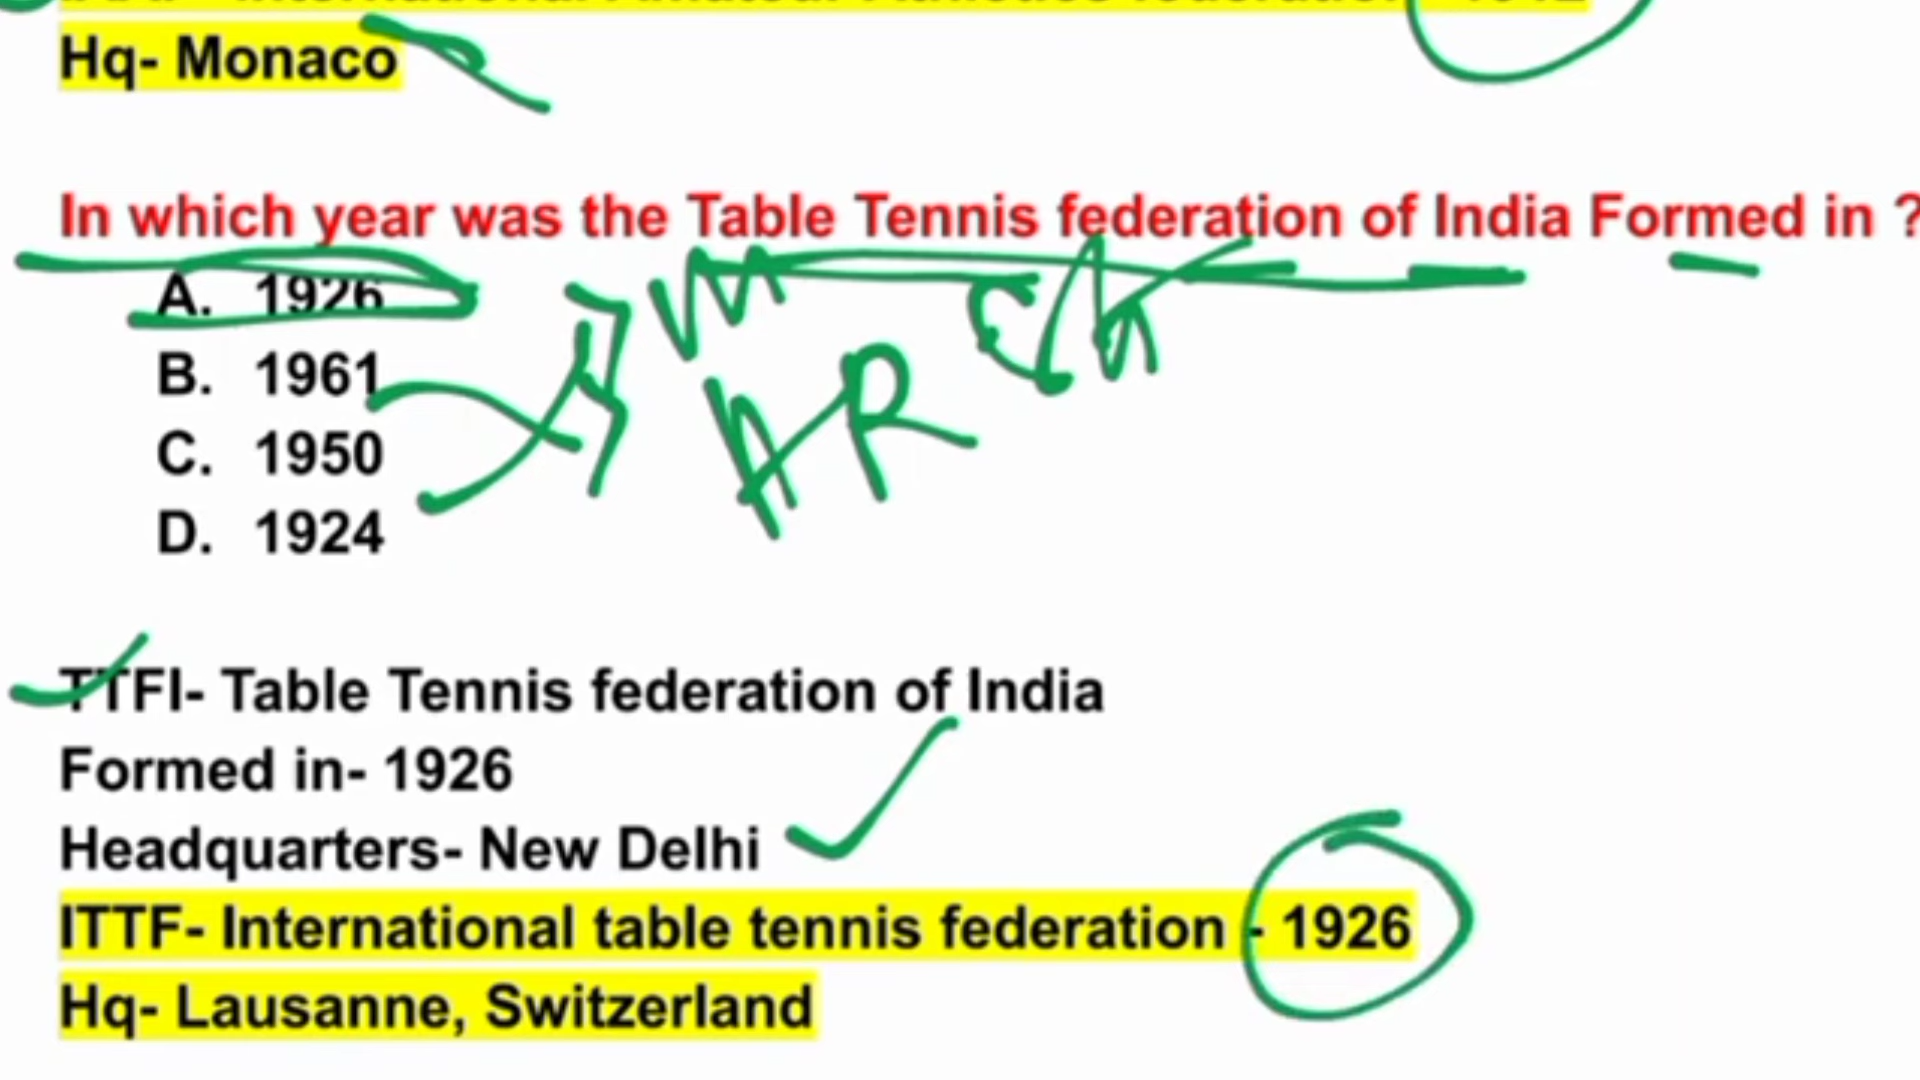 Hq- Monaco
In which year was the Table Tennis federation of India Formed in ?
A. 1926
B. 1961
C. 1950
D. 1924
TTFI- Table Tennis federation of India
Formed in- 1926
Headquarters- New Delhi
ITTF- International table tennis federation - 1926
Hq- Lausanne, Switzerland